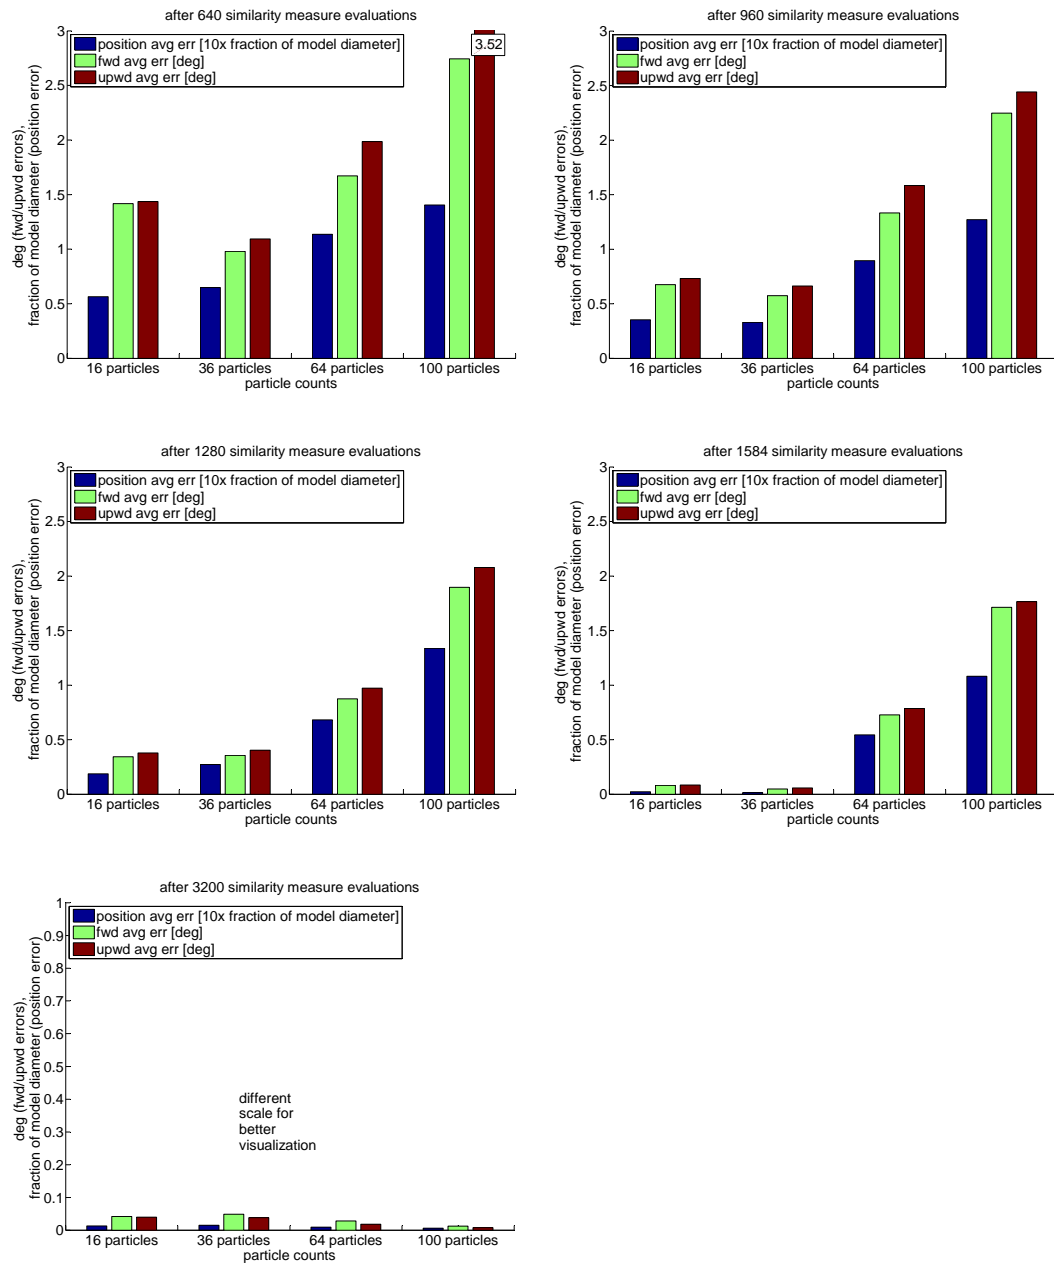 after 640 similarity measure evaluations
3
2.5
2
1.5
1
0.5
0
deg (fwd/upwd errors),
fraction of model diameter (position error)
position avg err [10x fraction of model diameter]
fwd avg err [deg]
upwd avg err [deg]
3.52
16 particles 36 particles 64 particles 100 particles
particle counts
after 960 similarity measure evaluations
3
2.5
2
1.5
1
0.5
0
deg (fwd/upwd errors),
fraction of model diameter (position error)
position avg err [10x fraction of model diameter]
fwd avg err [deg]
upwd avg err [deg]
16 particles 36 particles 64 particles 100 particles
particle counts
after 1280 similarity measure evaluations
3
2.5
2
1.5
1
0.5
0
deg (fwd/upwd errors),
fraction of model diameter (position error)
position avg err [10x fraction of model diameter]
fwd avg err [deg]
upwd avg err [deg]
16 particles 36 particles 64 particles 100 particles
particle counts
after 1584 similarity measure evaluations
3
2.5
2
1.5
1
0.5
0
deg (fwd/upwd errors),
fraction of model diameter (position error)
position avg err [10x fraction of model diameter]
fwd avg err [deg]
upwd avg err [deg]
16 particles 36 particles 64 particles 100 particles
particle counts
after 3200 similarity measure evaluations
1
0.9
0.8
0.7
0.6
0.5
0.4
0.3
0.2
0.1
0
deg (fwd/upwd errors),
fraction of model diameter (position error)
position avg err [10x fraction of model diameter]
fwd avg err [deg]
upwd avg err [deg]
different
scale for
better
visualization
16 particles 36 particles 64 particles 100 particles
particle counts